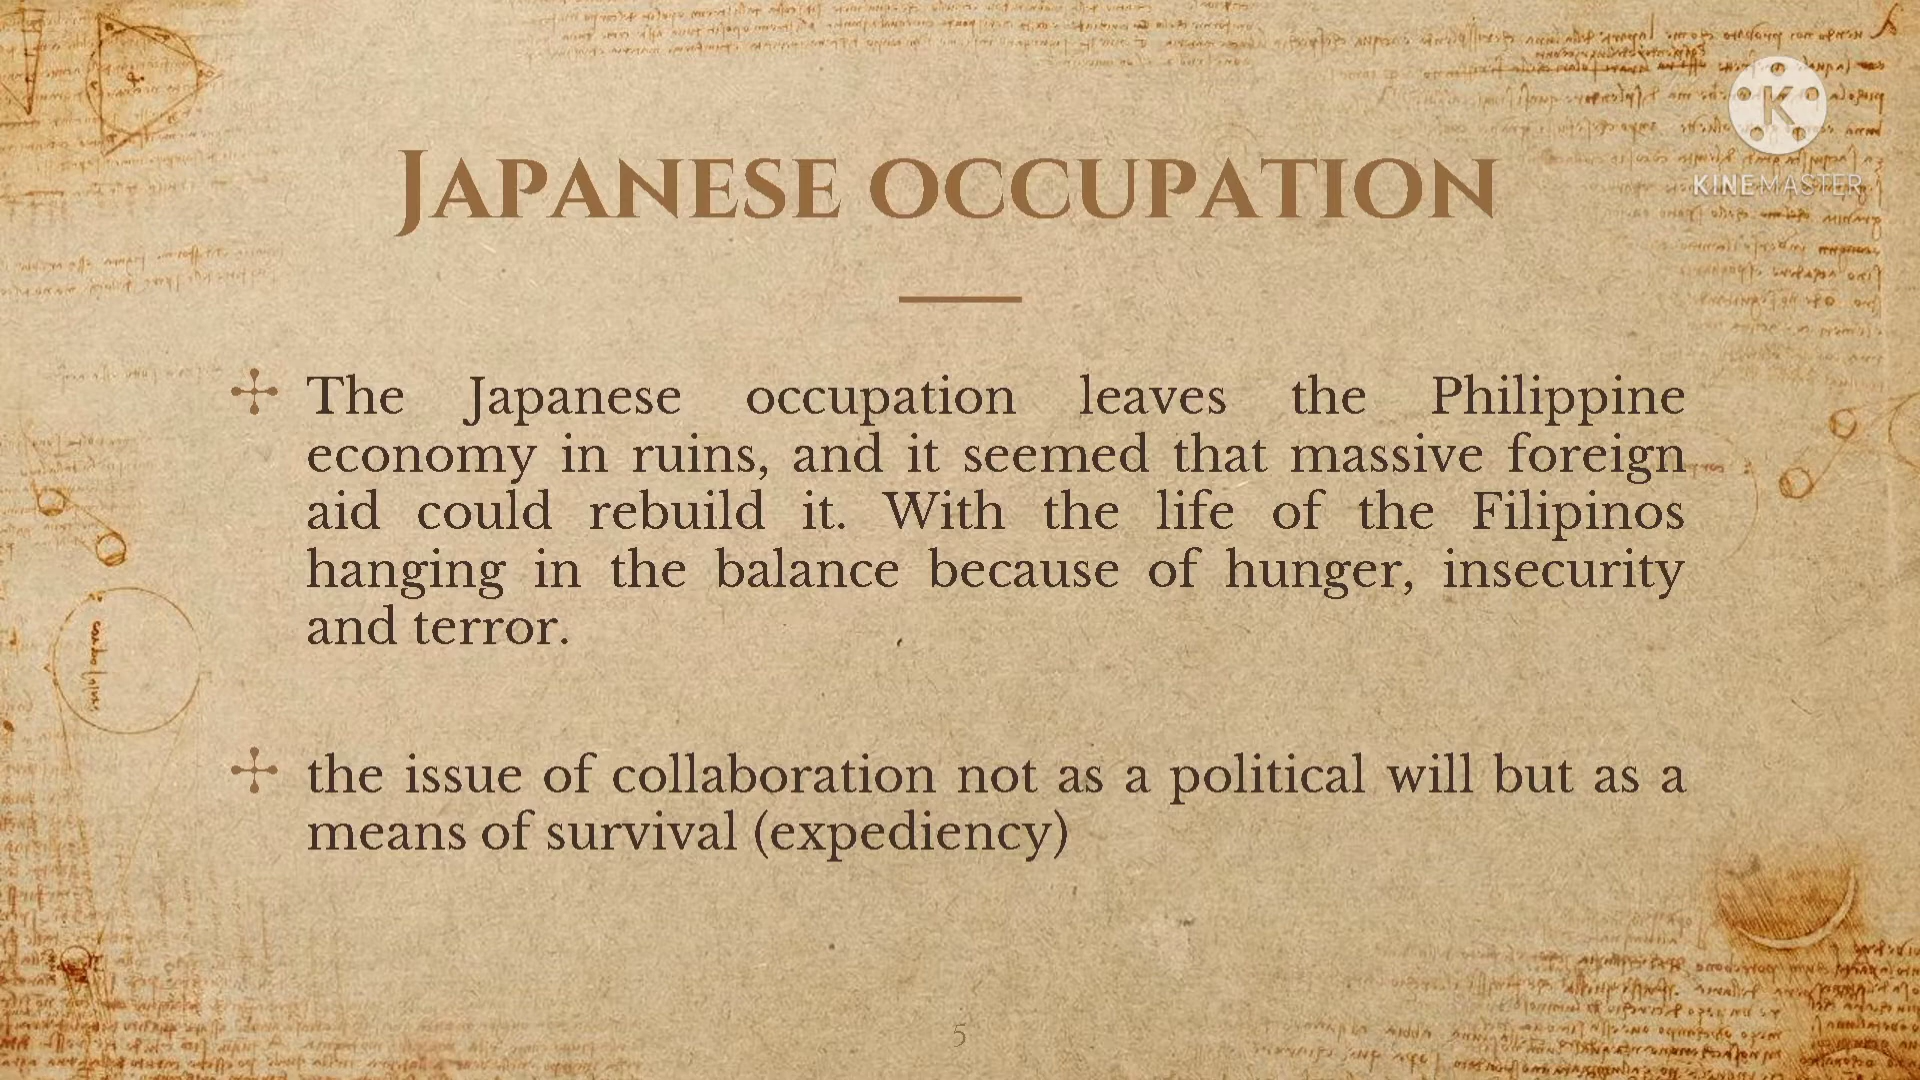 KINEMASTER
Japanese occupation
The Japanese occupation leaves the Philippine
economy in ruins, and it seemed that massive foreign
aid could rebuild it. With the life of the Filipinos
hanging in the balance because of hunger, insecurity
and terror.
the issue of collaboration not as a political will but as a
means of survival (expediency)
5